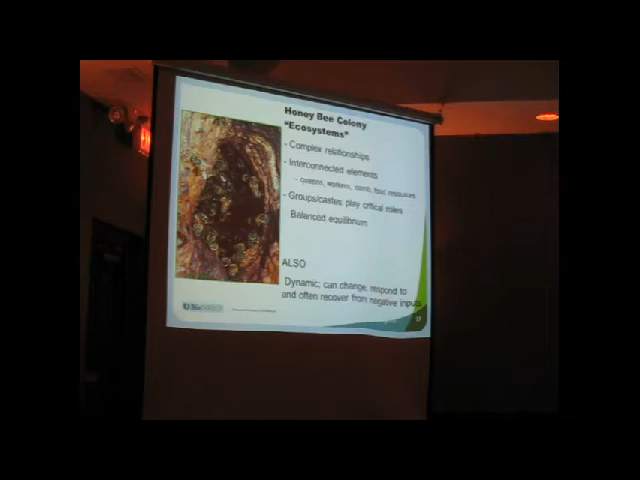 Honey Bee Colony
"Ecosystems"
- Complex relationships
- Interconnected elements
- queens, workers, comb, food resources
- Groups/castes play critical roles
Balanced equilibrium
ALSO
Dynamic; can change, respond to
and often recover from negative inputs